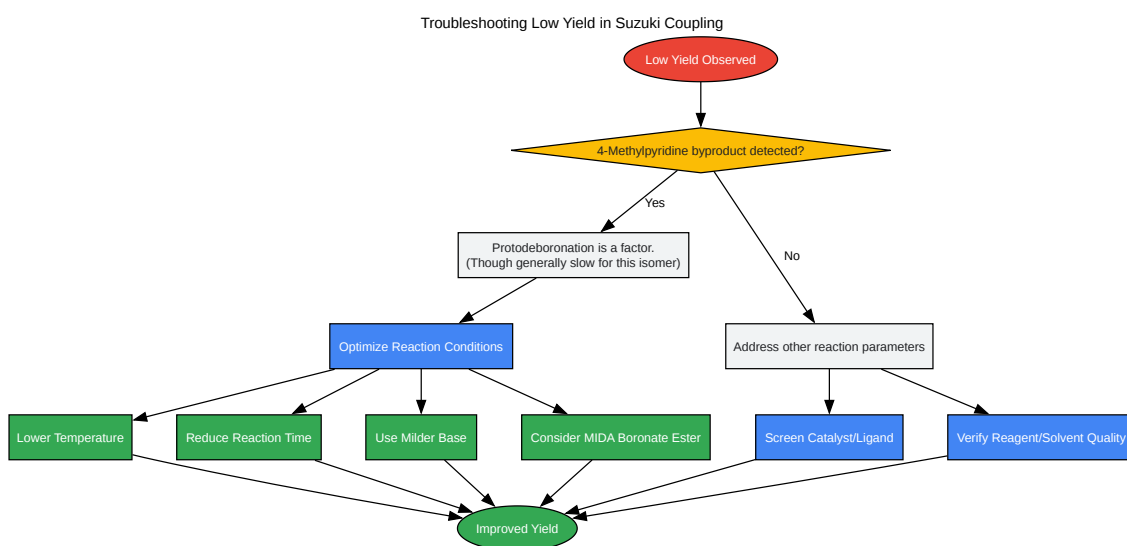 Troubleshooting Low Yield in Suzuki Coupling
Low Yield Observed
4-Methylpyridine byproduct detected?
Yes
No
Protodeboronation is a factor.
(Though generally slow for this isomer)
Optimize Reaction Conditions
Address other reaction parameters
Lower Temperature
Reduce Reaction Time
Use Milder Base
Consider MIDA Boronate Ester
Screen Catalyst/Ligand
Verify Reagent/Solvent Quality
Improved Yield